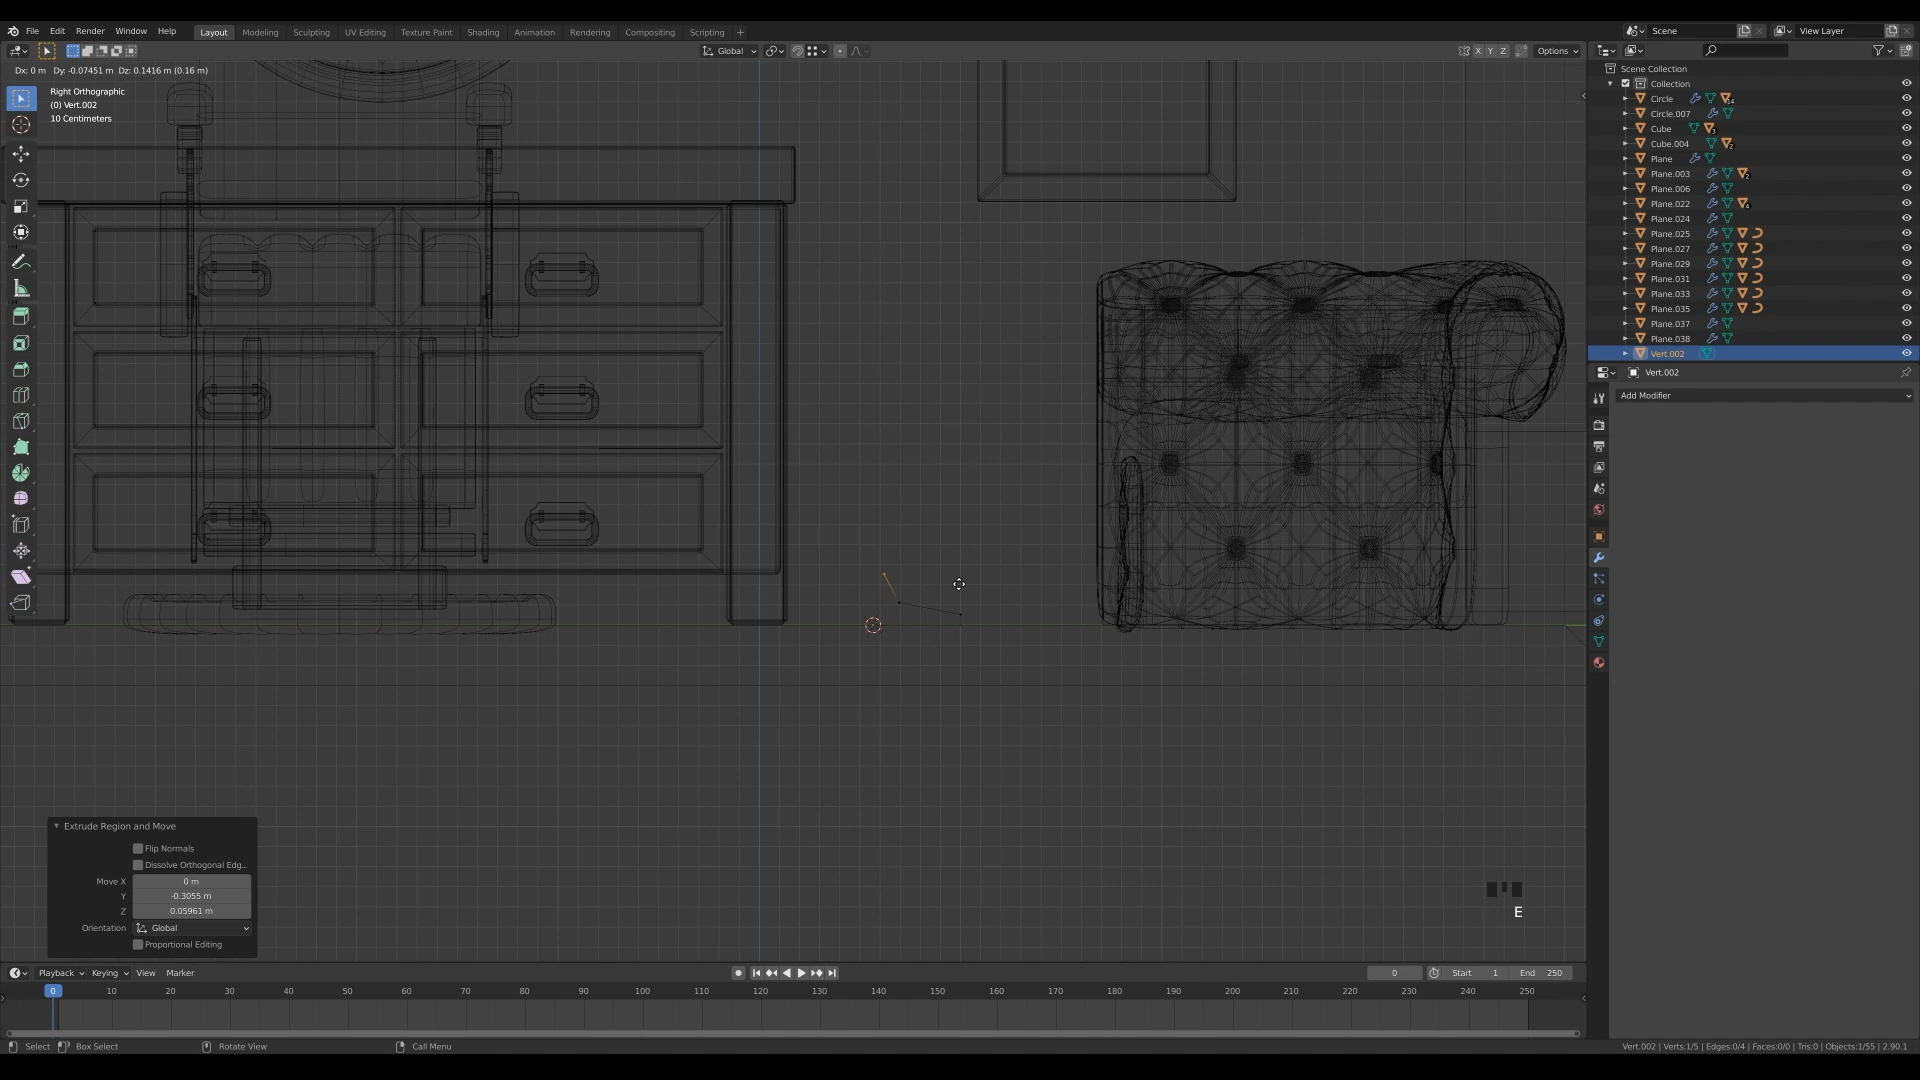 File Edit Render Window Help Layout Modeling Sculpting UV Editing Texture Paint Shading Animation Rendering Compositing Scripting + Scene View Layer
Global Options
X Y Z
Dx: 0 m Dy: -0.07451 m Dz: 0.1416 m (0.16 m)
Right Orthographic
(0) Vert.002
10 Centimeters
Scene Collection
Collection
Circle 14
Circle.007
Cube 3
Cube.004 2
Plane
Plane.003 2
Plane.006
Plane.022 4
Plane.024
Plane.025
Plane.027
Plane.029
Plane.031
Plane.033
Plane.035
Plane.037
Plane.038
Vert.002
Vert.002
Add Modifier
Extrude Region and Move
Flip Normals
Dissolve Orthogonal Edg...
Move X 0 m
Y -0.3055 m
Z 0.05961 m
Orientation Global
Proportional Editing
E
Playback Keying View Marker 0 Start 1 End 250
0 10 20 30 40 50 60 70 80 90 100 110 120 130 140 150 160 170 180 190 200 210 220 230 240 250
Select Box Select Rotate View Call Menu Vert.002 | Verts:1/5 | Edges:0/4 | Faces:0/0 | Tris:0 | Objects:1/55 | 2.90.1